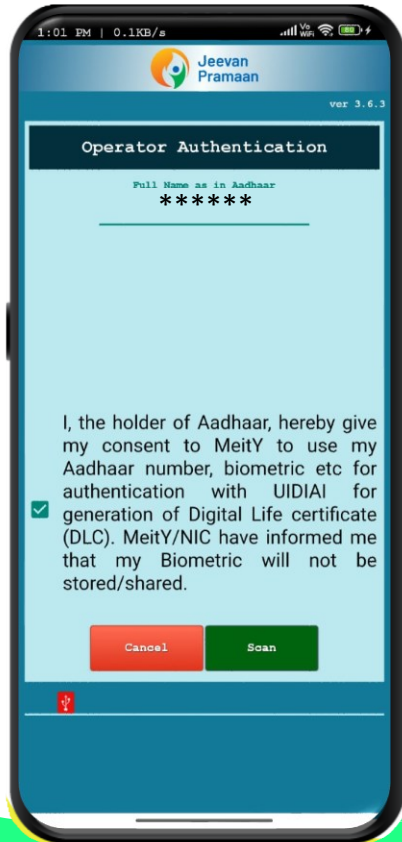 1:01 PM | 0.1KB/s Vo WiFi
Jeevan
Pramaan
ver 3.6.3
Operator Authentication
Full Name as in Aadhaar
******
I, the holder of Aadhaar, hereby give
my consent to MeitY to use my
Aadhaar number, biometric etc for
authentication with UIDIAI for
generation of Digital Life certificate
(DLC). MeitY/NIC have informed me
that my Biometric will not be
stored/shared.
Cancel Scan